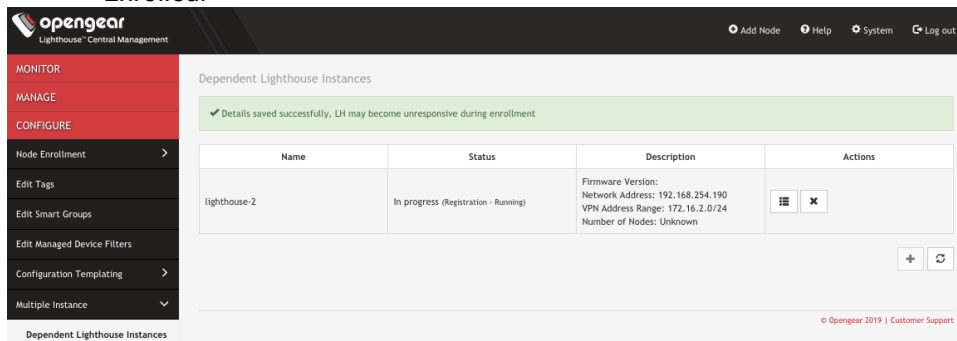 Enrolled.
opengear
Lighthouse™ Central Management
Add Node Help System Log out
MONITOR
MANAGE
CONFIGURE
Node Enrollment
Edit Tags
Edit Smart Groups
Edit Managed Device Filters
Configuration Templating
Multiple Instance
Dependent Lighthouse Instances
Dependent Lighthouse Instances
Details saved successfully, LH may become unresponsive during enrollment
Name Status Description Actions
lighthouse-2 In progress (Registration - Running)
Firmware Version:
Network Address: 192.168.254.190
VPN Address Range: 172.16.2.0/24
Number of Nodes: Unknown
© Opengear 2019 | Customer Support